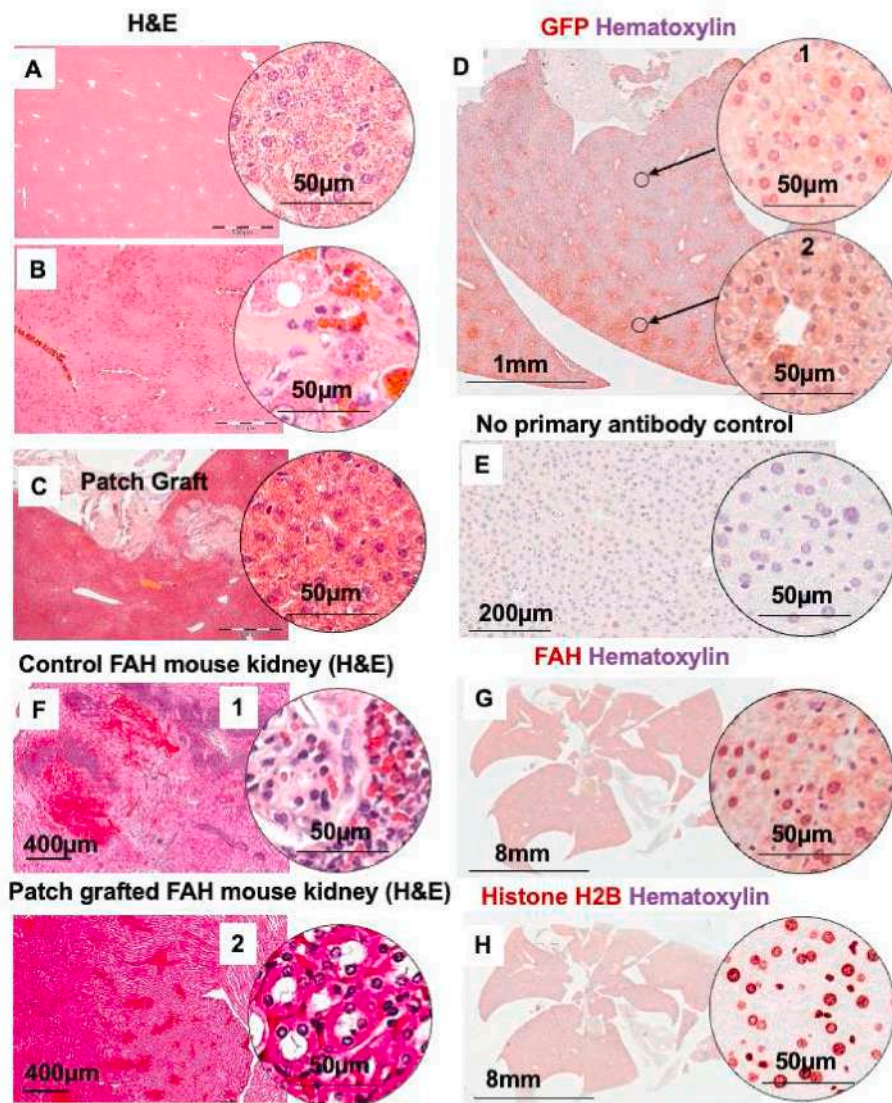 H&E
A
50µm
B
50µm
C
Patch Graft
50µm
Control FAH mouse kidney (H&E)
F
1
50µm
400µm
Patch grafted FAH mouse kidney (H&E)
2
50µm
400µm
GFP Hematoxylin
D
1
50µm
2
50µm
1mm
No primary antibody control
E
50µm
200µm
FAH Hematoxylin
G
50µm
8mm
Histone H2B Hematoxylin
H
50µm
8mm